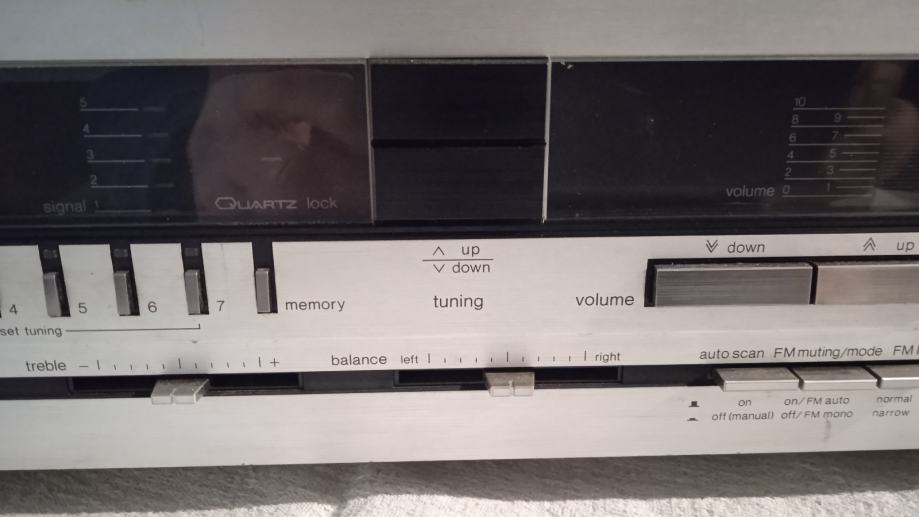 5
4
3
2
signal 1
QUARTZ lock
10
8 9
6 7
4 5
2 3
volume 0 1
up
down
tuning
down
up
volume
4 5 6 7 memory
set tuning
treble - +
balance left right
auto scan FM muting/mode FM
on
off (manual)
on/FM auto
off/FM mono
normal
narrow